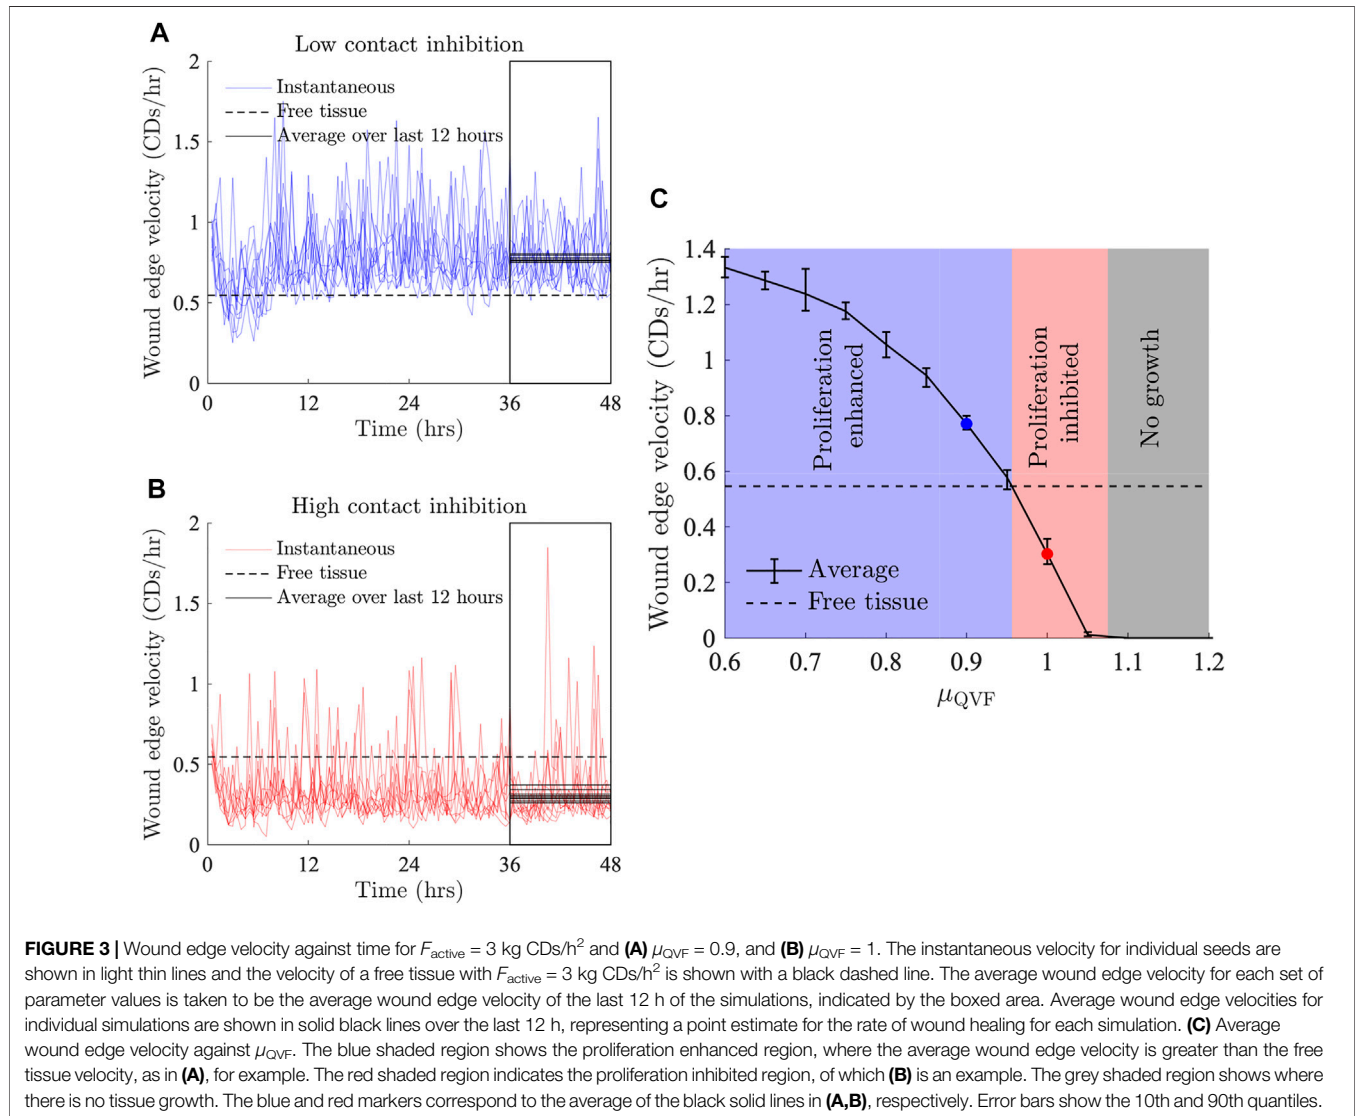 A
Low contact inhibition
Wound edge velocity (CDs/hr)
2
1.5
1
0.5
0
Instantaneous
Free tissue
Average over last 12 hours
0 12 24 36 48
Time (hrs)
B
High contact inhibition
Wound edge velocity (CDs/hr)
2
1.5
1
0.5
0
Instantaneous
Free tissue
Average over last 12 hours
0 12 24 36 48
Time (hrs)
C
Wound edge velocity (CDs/hr)
1.4
1.2
1
0.8
0.6
0.4
0.2
0
Proliferation
enhanced
Proliferation
inhibited
No growth
Average
Free tissue
0.6 0.7 0.8 0.9 1 1.1 1.2
μQVF
FIGURE 3 | Wound edge velocity against time for Factive = 3 kg CDs/h² and (A) μQVF = 0.9, and (B) μQVF = 1. The instantaneous velocity for individual seeds are
shown in light thin lines and the velocity of a free tissue with Factive = 3 kg CDs/h² is shown with a black dashed line. The average wound edge velocity for each set of
parameter values is taken to be the average wound edge velocity of the last 12 h of the simulations, indicated by the boxed area. Average wound edge velocities for
individual simulations are shown in solid black lines over the last 12 h, representing a point estimate for the rate of wound healing for each simulation. (C) Average
wound edge velocity against μQVF. The blue shaded region shows the proliferation enhanced region, where the average wound edge velocity is greater than the free
tissue velocity, as in (A), for example. The red shaded region indicates the proliferation inhibited region, of which (B) is an example. The grey shaded region shows where
there is no tissue growth. The blue and red markers correspond to the average of the black solid lines in (A,B), respectively. Error bars show the 10th and 90th quantiles.